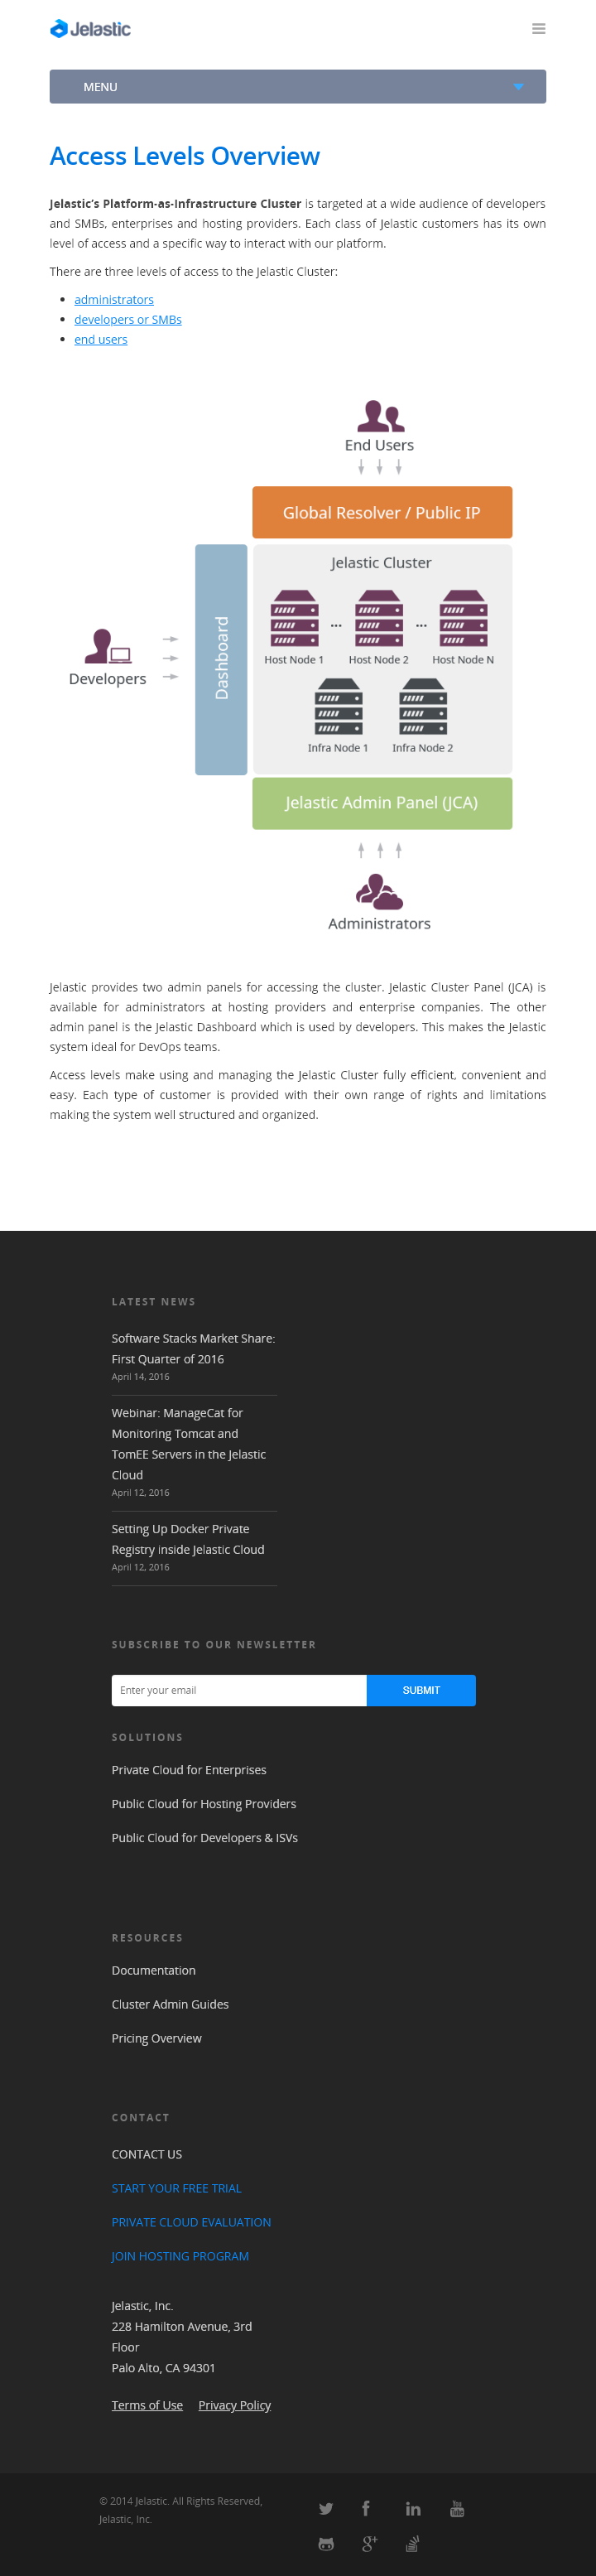 Jelastic
MENU
Access Levels Overview
Jelastic’s Platform-as-Infrastructure Cluster is targeted at a wide audience of developers
and SMBs, enterprises and hosting providers. Each class of Jelastic customers has its own
level of access and a specific way to interact with our platform.
There are three levels of access to the Jelastic Cluster:
administrators
developers or SMBs
end users
End Users
Global Resolver / Public IP
Jelastic Cluster
... ...
Host Node 1 Host Node 2 Host Node N
Developers
Dashboard
Infra Node 1 Infra Node 2
Jelastic Admin Panel (JCA)
Administrators
Jelastic provides two admin panels for accessing the cluster. Jelastic Cluster Panel (JCA) is
available for administrators at hosting providers and enterprise companies. The other
admin panel is the Jelastic Dashboard which is used by developers. This makes the Jelastic
system ideal for DevOps teams.
Access levels make using and managing the Jelastic Cluster fully efficient, convenient and
easy. Each type of customer is provided with their own range of rights and limitations
making the system well structured and organized.
LATEST NEWS
Software Stacks Market Share:
First Quarter of 2016
April 14, 2016
Webinar: ManageCat for
Monitoring Tomcat and
TomEE Servers in the Jelastic
Cloud
April 12, 2016
Setting Up Docker Private
Registry inside Jelastic Cloud
April 12, 2016
SUBSCRIBE TO OUR NEWSLETTER
Enter your email SUBMIT
SOLUTIONS
Private Cloud for Enterprises
Public Cloud for Hosting Providers
Public Cloud for Developers & ISVs
RESOURCES
Documentation
Cluster Admin Guides
Pricing Overview
CONTACT
CONTACT US
START YOUR FREE TRIAL
PRIVATE CLOUD EVALUATION
JOIN HOSTING PROGRAM
Jelastic, Inc.
228 Hamilton Avenue, 3rd
Floor
Palo Alto, CA 94301
Terms of Use Privacy Policy
© 2014 Jelastic. All Rights Reserved,
Jelastic, Inc.